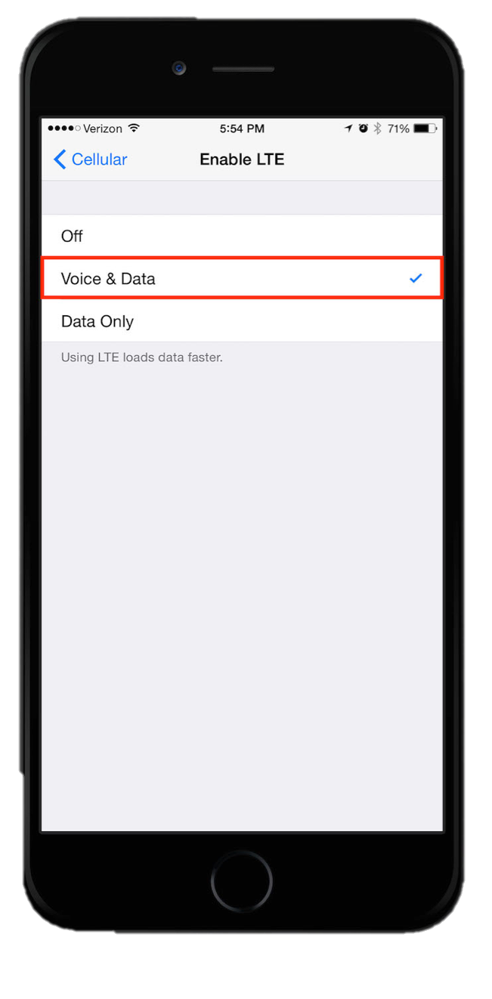 Verizon 5:54 PM 71%
Cellular Enable LTE
Off
Voice & Data
Data Only
Using LTE loads data faster.